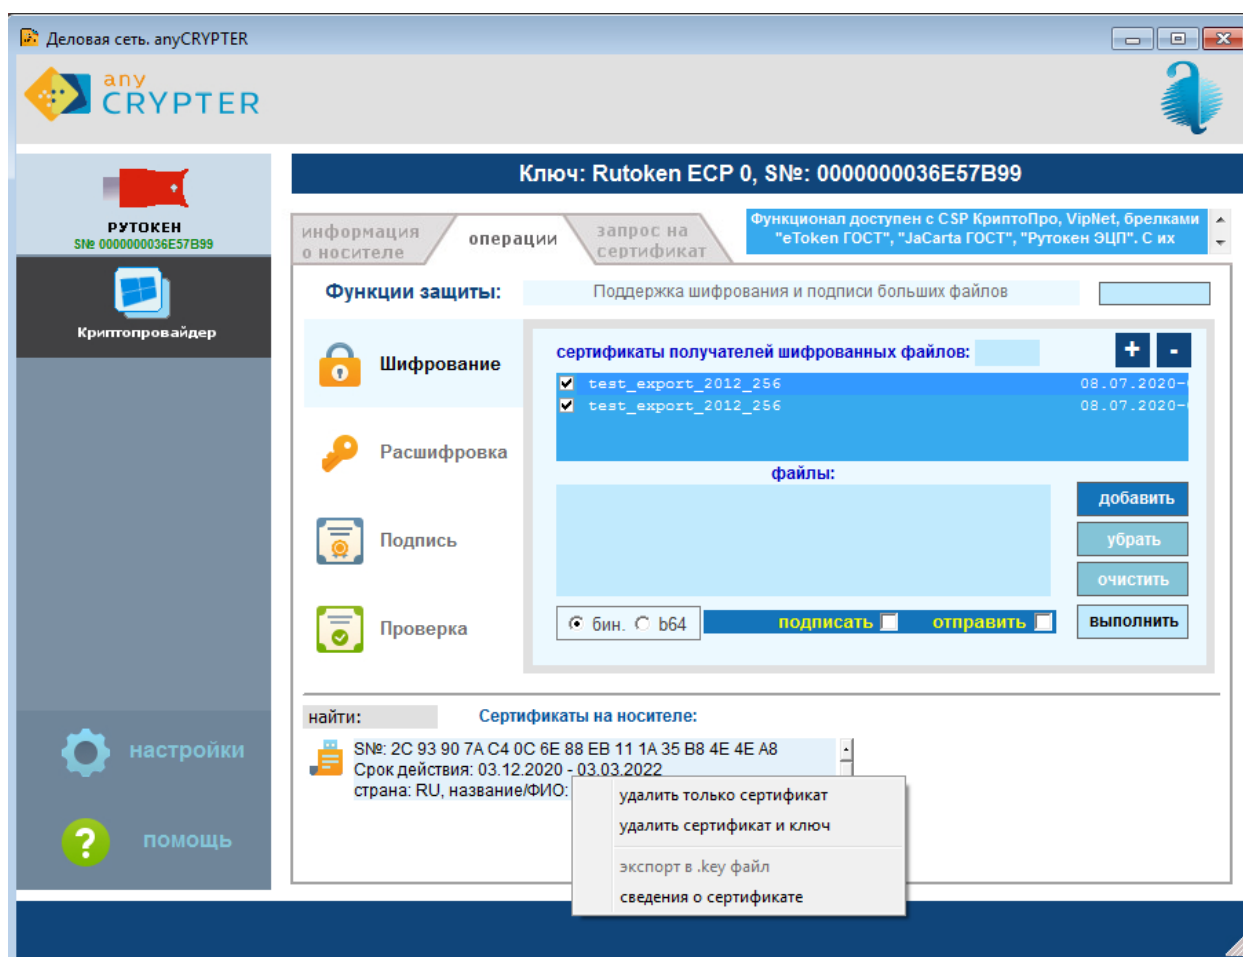 Деловая сеть. anyCRYPTER
any
CRYPTER
РУТОКЕН
SNº 0000000036E57B99
Криптопровайдер
настройки
помощь
Ключ: Rutoken ECP 0, SNº: 0000000036E57B99
информация
о носителе
операции
запрос на
сертификат
Функционал доступен с CSP КриптоПро, VipNet, брелками
"eToken ГОСТ", "JaCarta ГОСТ", "Рутокен ЭЦП". С их
Функции защиты:
Поддержка шифрования и подписи больших файлов
Шифрование
Расшифровка
Подпись
Проверка
сертификаты получателей шифрованных файлов:
+ -
test_export_2012_256 08.07.2020-
test_export_2012_256 08.07.2020-
файлы:
добавить
убрать
очистить
бин. b64 подписать отправить выполнить
найти: Сертификаты на носителе:
SNº: 2C 93 90 7A C4 0C 6E 88 EB 11 1A 35 B8 4E 4E A8
Срок действия: 03.12.2020 - 03.03.2022
страна: RU, название/ФИО:
удалить только сертификат
удалить сертификат и ключ
экспорт в .key файл
сведения о сертификате